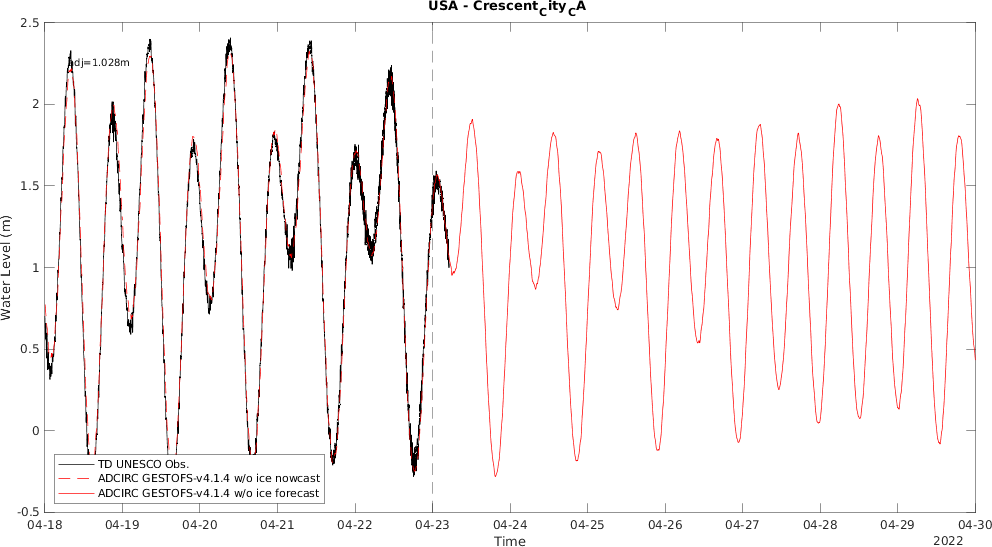 USA - CrescentCityCA
2.5
2
1.5
1
0.5
0
-0.5
Water Level (m)
dj=1.028m
TD UNESCO Obs.
ADCIRC GESTOFS-v4.1.4 w/o ice nowcast
ADCIRC GESTOFS-v4.1.4 w/o ice forecast
04-18 04-19 04-20 04-21 04-22 04-23 04-24 04-25 04-26 04-27 04-28 04-29 04-30
Time
2022